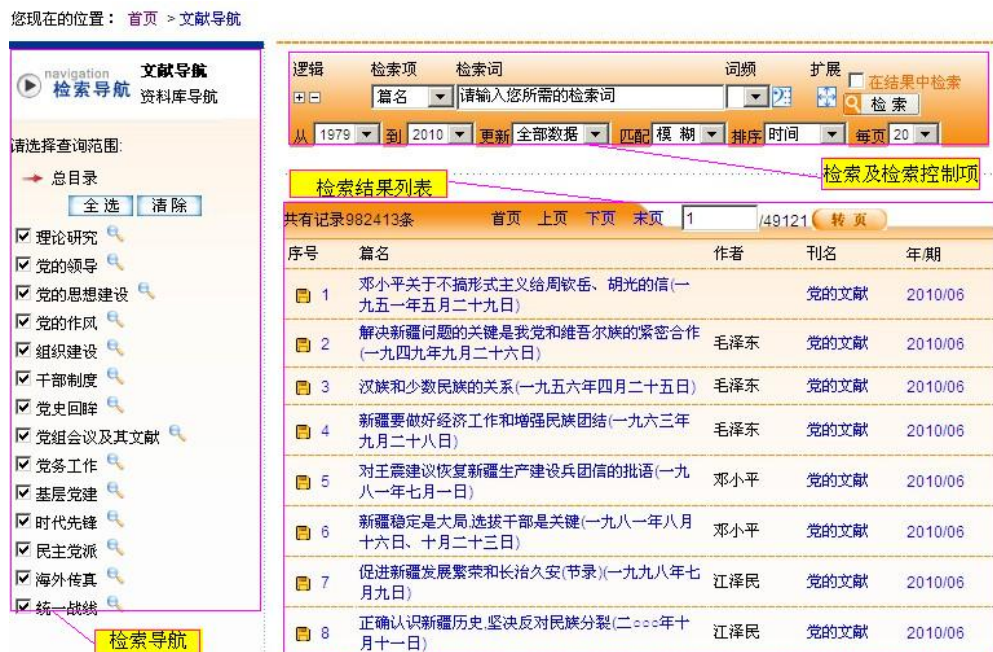 您现在的位置： 首页 >文献导航
navigation
检索导航
文献导航
资料库导航
请选择查询范围:
总目录
全选 清除
理论研究
党的领导
党的思想建设
党的作风
组织建设
干部制度
党史回眸
党组会议及其文献
党务工作
基层党建
时代先锋
民主党派
海外传真
统一战线
检索导航
逻辑 检索项 检索词 词频 扩展
在结果中检索
篇名 请输入您所需的检索词 检索
从 1979 到 2010 更新 全部数据 匹配 模糊 排序 时间 每页 20
检索及检索控制项
检索结果列表
共有记录982413条 首页 上页 下页 末页 1 /49121 转页
序号 篇名 作者 刊名 年/期
1 邓小平关于不搞形式主义给周钦岳、胡光的信(一 党的文献 2010/06
九五一年五月二十九日)
2 解决新疆问题的关键是我党和维吾尔族的紧密合作 毛泽东 党的文献 2010/06
(一九四九年九月二十六日)
3 汉族和少数民族的关系(一九五六年四月二十五日) 毛泽东 党的文献 2010/06
4 新疆要做好经济工作和增强民族团结(一九六三年 毛泽东 党的文献 2010/06
九月二十八日)
5 对王震建议恢复新疆生产建设兵团信的批语(一九 邓小平 党的文献 2010/06
八一年七月一日)
6 新疆稳定是大局,选拔干部是关键(一九八一年八月 邓小平 党的文献 2010/06
十六日、十月二十三日)
7 促进新疆发展繁荣和长治久安(节录)(一九九八年七 江泽民 党的文献 2010/06
月九日)
8 正确认识新疆历史,坚决反对民族分裂(二○○○年十 江泽民 党的文献 2010/06
月十一日)